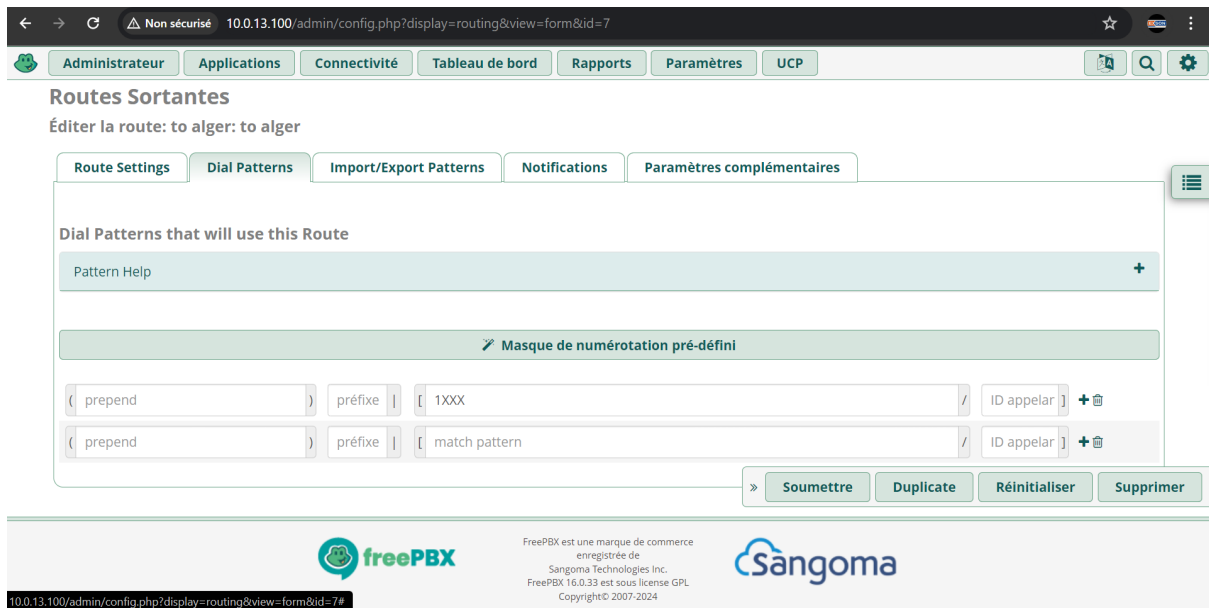 Non sécurisé 10.0.13.100/admin/config.php?display=routing&view=form&id=7
Administrateur Applications Connectivité Tableau de bord Rapports Paramètres UCP
Routes Sortantes
Éditer la route: to alger: to alger
Route Settings Dial Patterns Import/Export Patterns Notifications Paramètres complémentaires
Dial Patterns that will use this Route
Pattern Help +
Masque de numérotation pré-défini
( prepend ) préfixe | [ 1XXX / ID appelar ] +
( prepend ) préfixe | [ match pattern / ID appelar ] +
» Soumettre Duplicate Réinitialiser Supprimer
freePBX
FreePBX est une marque de commerce
enregistrée de
Sangoma Technologies Inc.
FreePBX 16.0.33 est sous license GPL
Copyright© 2007-2024
Sangoma
10.0.13.100/admin/config.php?display=routing&view=form&id=7#